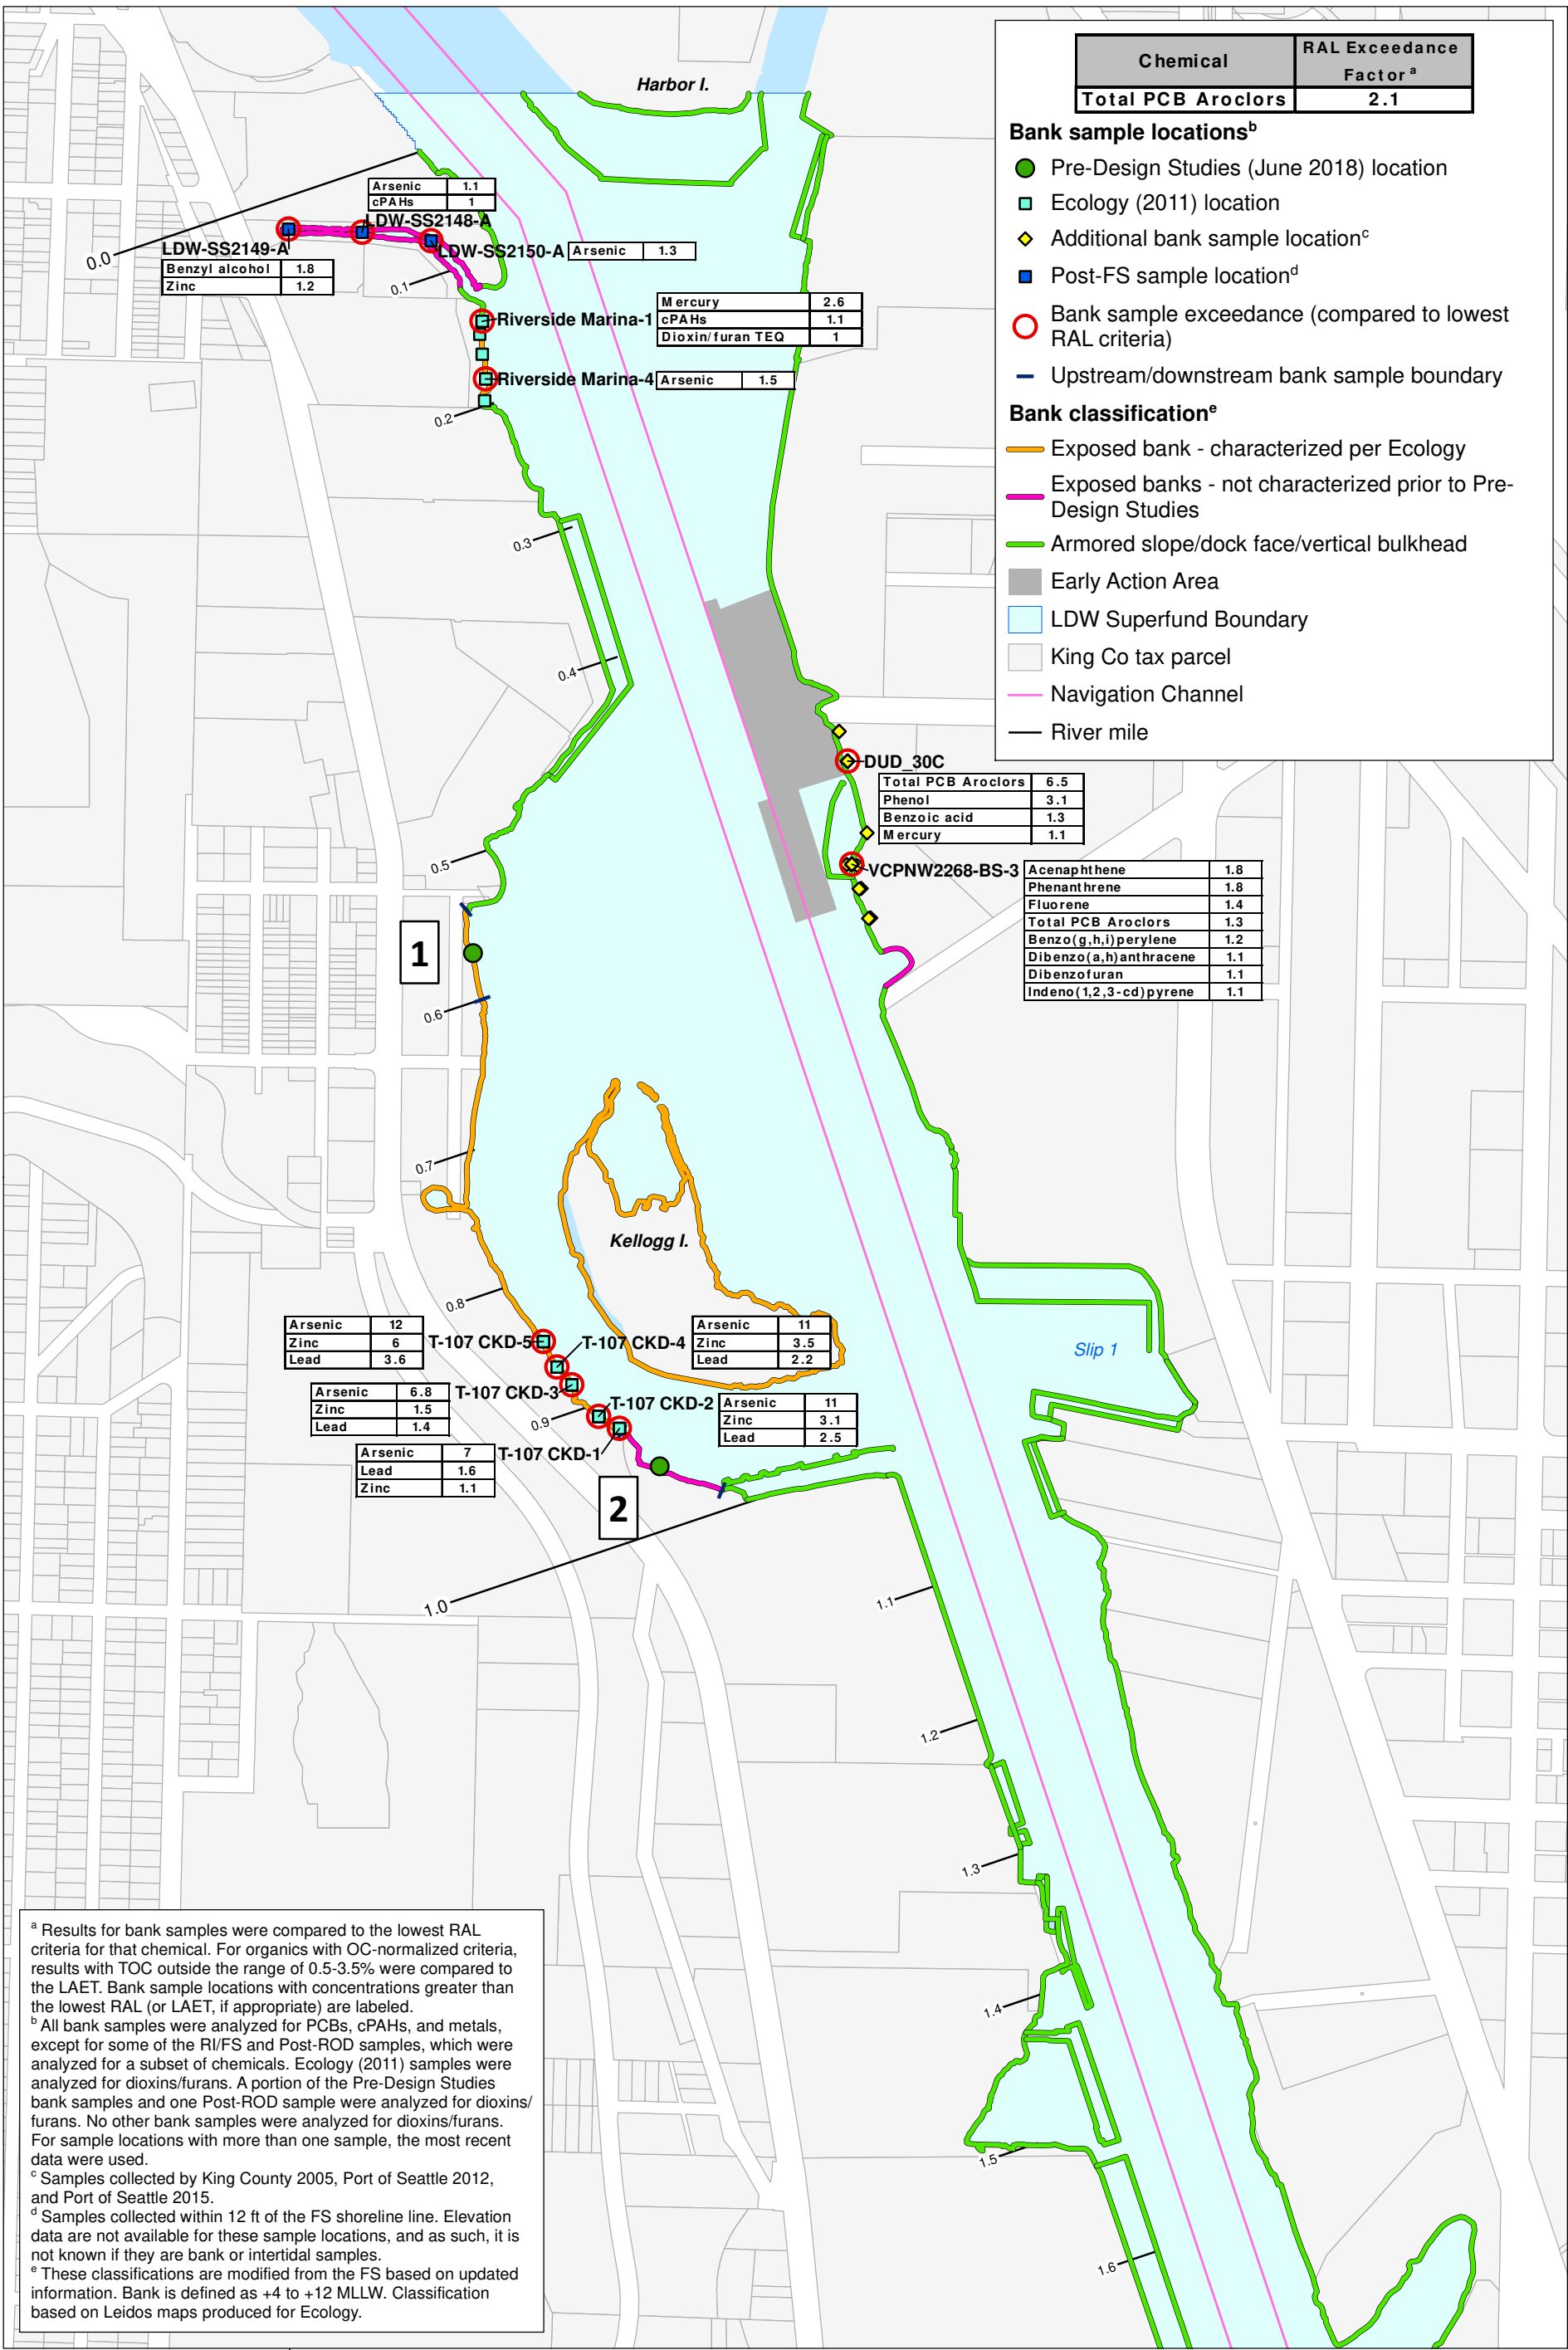 Harbor I.
Chemical
RAL Exceedance
Factor a
Total PCB Aroclors 2.1
Bank sample locations b
Pre-Design Studies (June 2018) location
Ecology (2011) location
Additional bank sample location c
Post-FS sample location d
Bank sample exceedance (compared to lowest
RAL criteria)
Upstream/downstream bank sample boundary
Bank classification e
Exposed bank - characterized per Ecology
Exposed banks - not characterized prior to Pre-
Design Studies
Armored slope/dock face/vertical bulkhead
Early Action Area
LDW Superfund Boundary
King Co tax parcel
Navigation Channel
River mile
Arsenic 1.1
cPAHs 1
LDW-SS2148-A
LDW-SS2149-A
Benzyl alcohol 1.8
Zinc 1.2
LDW-SS2150-A
Arsenic 1.3
0.0
0.1
Riverside Marina-1
Mercury 2.6
cPAHs 1.1
Dioxin/furan TEQ 1
Riverside Marina-4
Arsenic 1.5
0.2
0.3
0.4
DUD_30C
Total PCB Aroclors 6.5
Phenol 3.1
Benzoic acid 1.3
Mercury 1.1
0.5
VCPNW2268-BS-3
Acenaphthene 1.8
Phenanthrene 1.8
Fluorene 1.4
Total PCB Aroclors 1.3
Benzo(g,h,i)perylene 1.2
Dibenzo(a,h)anthracene 1.1
Dibenzofuran 1.1
Indeno(1,2,3-cd)pyrene 1.1
1
0.6
0.7
Kellogg I.
0.8
Arsenic 12
Zinc 6
Lead 3.6
T-107 CKD-5
T-107 CKD-4
Arsenic 11
Zinc 3.5
Lead 2.2
Slip 1
Arsenic 6.8
Zinc 1.5
Lead 1.4
T-107 CKD-3
T-107 CKD-2
Arsenic 11
Zinc 3.1
Lead 2.5
0.9
Arsenic 7
Lead 1.6
Zinc 1.1
T-107 CKD-1
2
1.0
1.1
1.2
1.3
1.4
1.5
1.6
a Results for bank samples were compared to the lowest RAL
criteria for that chemical. For organics with OC-normalized criteria,
results with TOC outside the range of 0.5-3.5% were compared to
the LAET. Bank sample locations with concentrations greater than
the lowest RAL (or LAET, if appropriate) are labeled.
b All bank samples were analyzed for PCBs, cPAHs, and metals,
except for some of the RI/FS and Post-ROD samples, which were
analyzed for a subset of chemicals. Ecology (2011) samples were
analyzed for dioxins/furans. A portion of the Pre-Design Studies
bank samples and one Post-ROD sample were analyzed for dioxins/
furans. No other bank samples were analyzed for dioxins/furans.
For sample locations with more than one sample, the most recent
data were used.
c Samples collected by King County 2005, Port of Seattle 2012,
and Port of Seattle 2015.
d Samples collected within 12 ft of the FS shoreline line. Elevation
data are not available for these sample locations, and as such, it is
not known if they are bank or intertidal samples.
e These classifications are modified from the FS based on updated
information. Bank is defined as +4 to +12 MLLW. Classification
based on Leidos maps produced for Ecology.